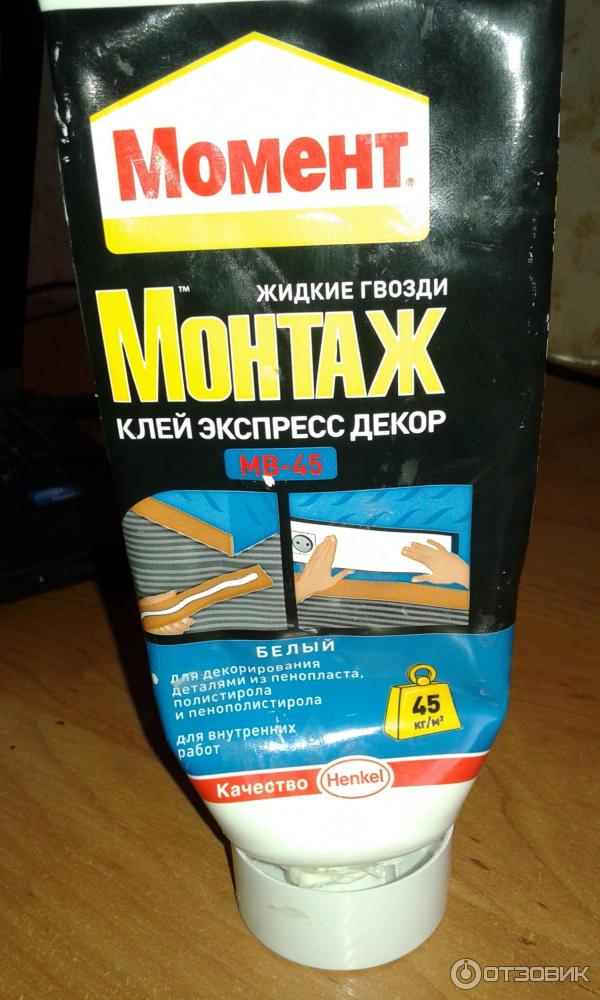 Момент®
ЖИДКИЕ ГВОЗДИ
МОНТАЖ™
КЛЕЙ ЭКСПРЕСС ДЕКОР
МВ-45
БЕЛЫЙ
для декорирования
деталями из пенопласта,
полистирола
и пенополистирола
для внутренних
работ
45
кг/м²
Качество Henkel
ОТЗОВИК